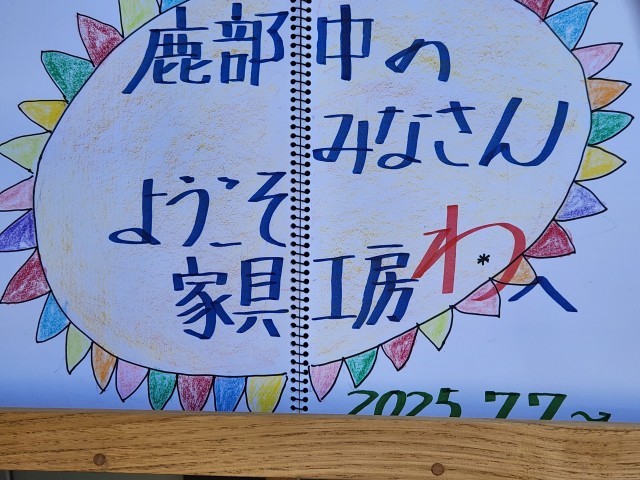 鹿部中の
みなさん
ようこそ
家具工房わ*へ
2025.7.7~